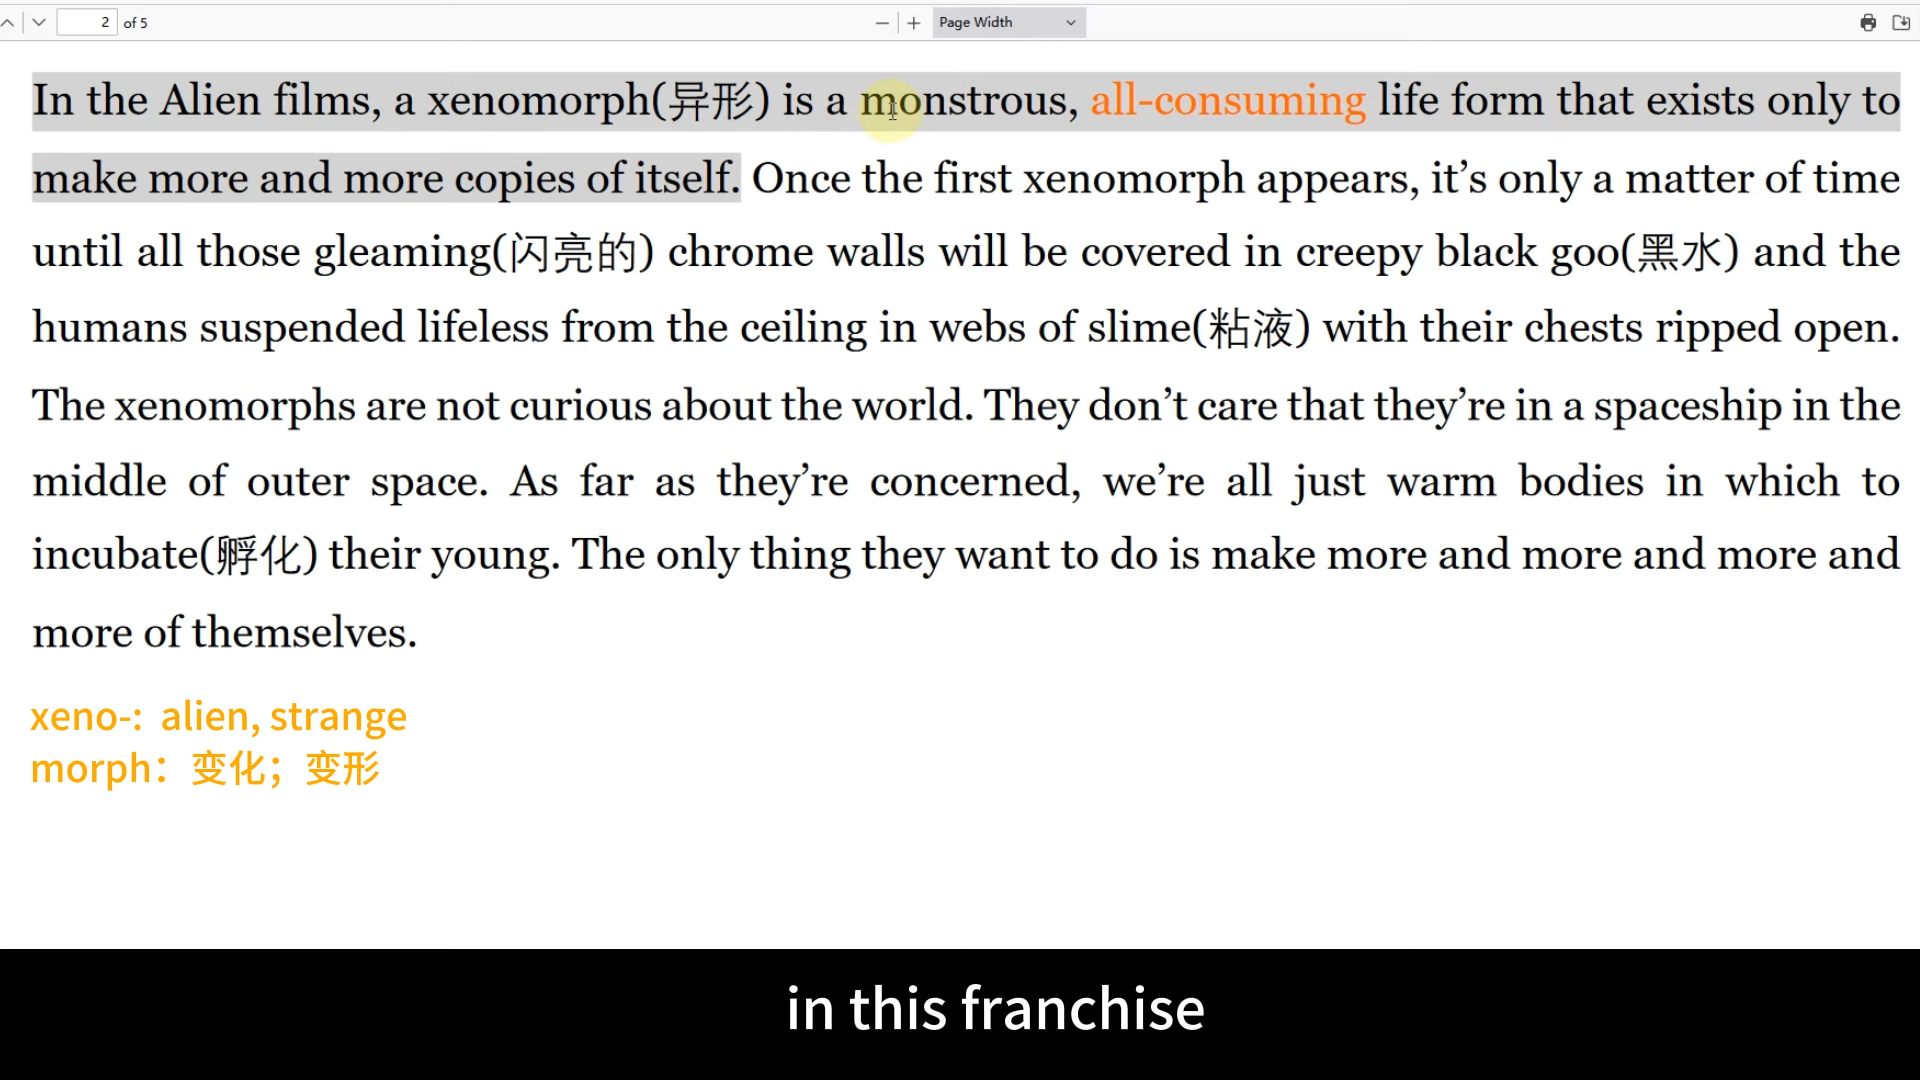 2 of 5
Page Width
In the Alien films, a xenomorph(异形) is a monstrous, all-consuming life form that exists only to
make more and more copies of itself. Once the first xenomorph appears, it’s only a matter of time
until all those gleaming(闪亮的) chrome walls will be covered in creepy black goo(黑水) and the
humans suspended lifeless from the ceiling in webs of slime(粘液) with their chests ripped open.
The xenomorphs are not curious about the world. They don’t care that they’re in a spaceship in the
middle of outer space. As far as they’re concerned, we’re all just warm bodies in which to
incubate(孵化) their young. The only thing they want to do is make more and more and more and
more of themselves.
xeno-: alien, strange
morph：变化；变形
in this franchise